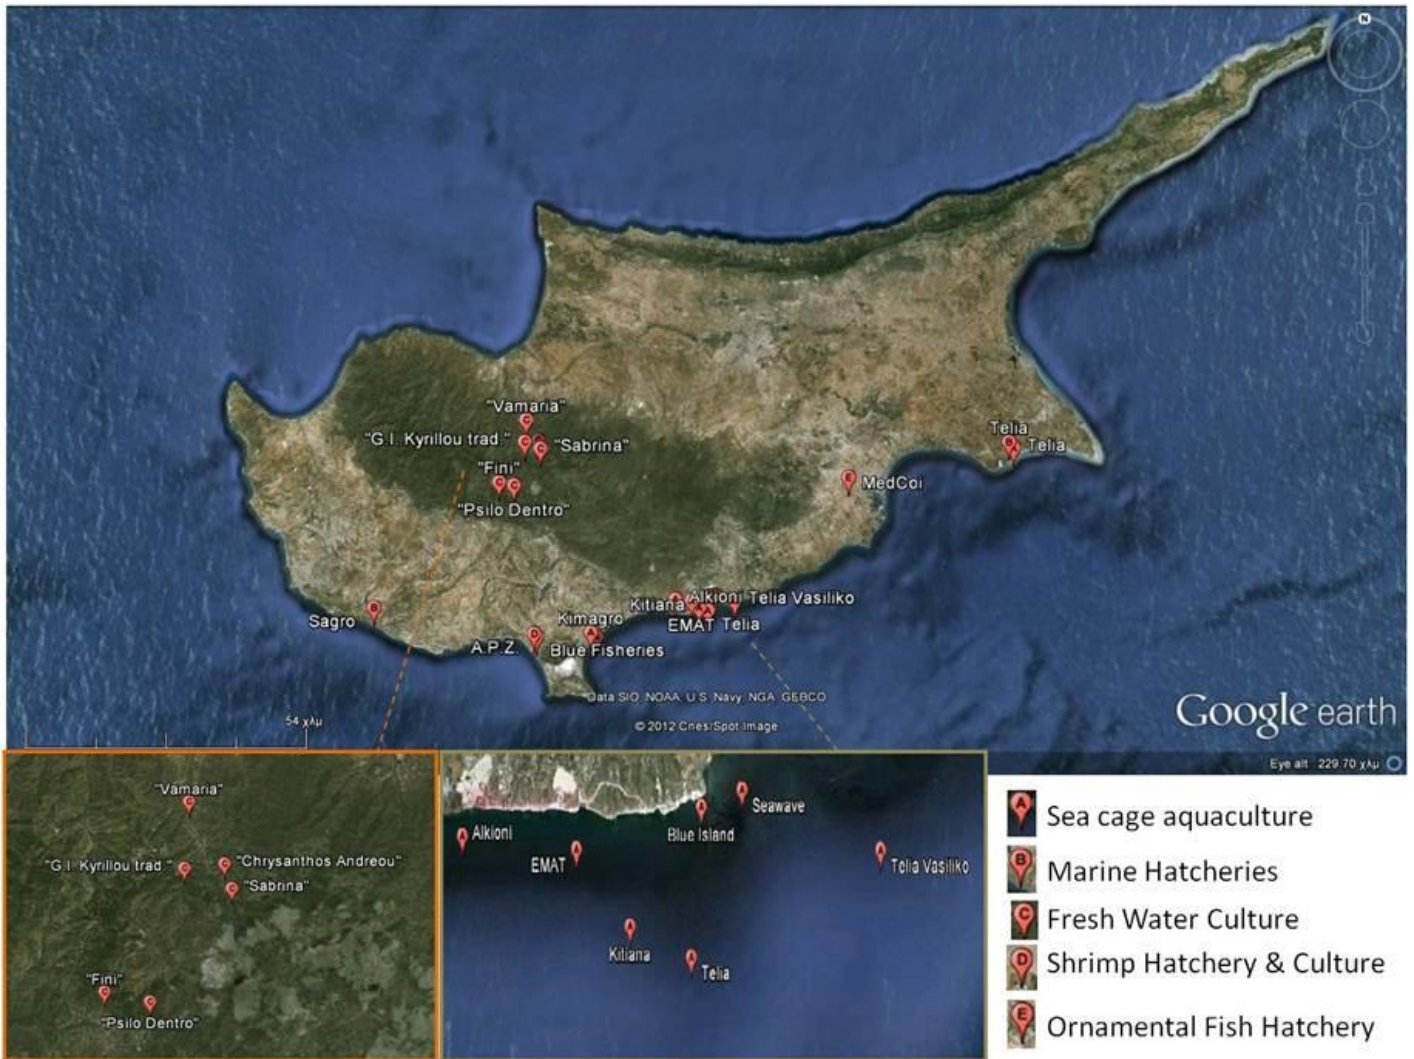 N
"Vamaria"
"G.I. Kyrillou trad."
"Sabrina"
"Fini"
"Psilo Dentro"
Telia
B
A
Telia
E
MedCoi
Kitiana
Alkioni
Telia Vasiliko
EMAT
Telia
B
Sagro
Kimagro
A
D
A.P.Z.
Blue Fisheries
Data SIO, NOAA, U.S. Navy, NGA, GEBCO
© 2012 Cnes/Spot Image
54 χλμ
Google earth
Eye alt 229.70 χλμ
"Vamaria"
C
"G.I. Kyrillou trad."
C
C
"Chrysanthos Andreou"
C
"Sabrina"
"Fini"
C
C
"Psilo Dentro"
A
Alkioni
A
EMAT
A
Blue Island
A
Seawave
A
Telia Vasiliko
A
Kitiana
A
Telia
A
Sea cage aquaculture
B
Marine Hatcheries
C
Fresh Water Culture
D
Shrimp Hatchery & Culture
E
Ornamental Fish Hatchery